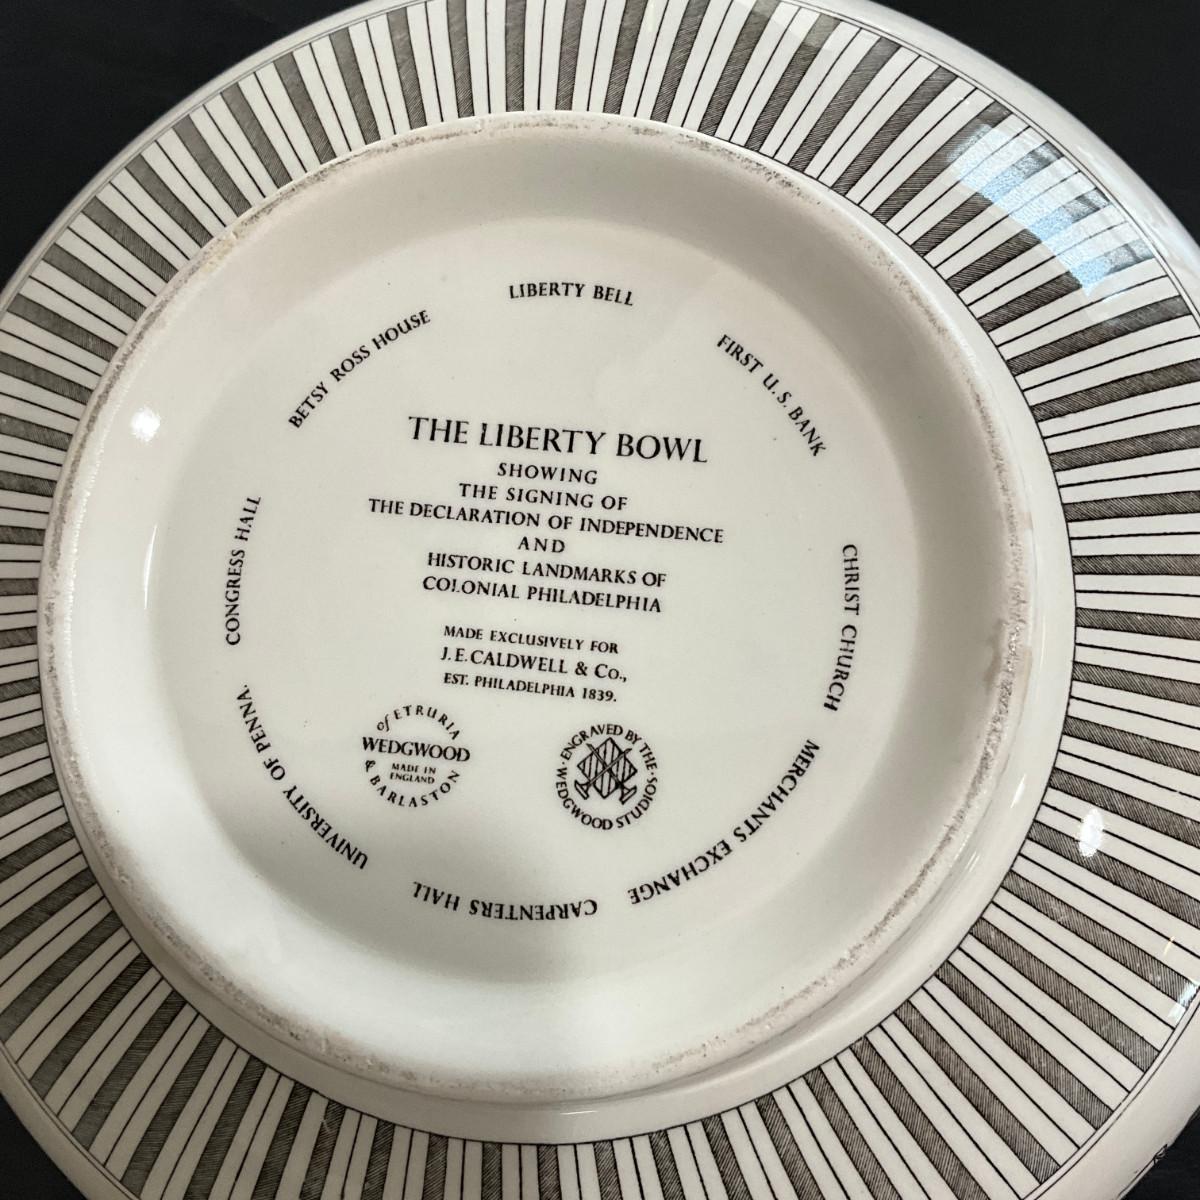 LIBERTY BELL
FIRST U.S. BANK
CHRIST CHURCH
MERCHANTS EXCHANGE
CARPENTERS HALL
UNIVERSITY OF PENNA.
CONGRESS HALL
BETSY ROSS HOUSE
THE LIBERTY BOWL
SHOWING
THE SIGNING OF
THE DECLARATION OF INDEPENDENCE
AND
HISTORIC LANDMARKS OF
COLONIAL PHILADELPHIA
MADE EXCLUSIVELY FOR
J.E. CALDWELL & Co.,
EST. PHILADELPHIA 1839.
of ETRURIA
WEDGWOOD
MADE IN
ENGLAND
& BARLASTON
ENGRAVED BY THE
WEDGWOOD STUDIOS